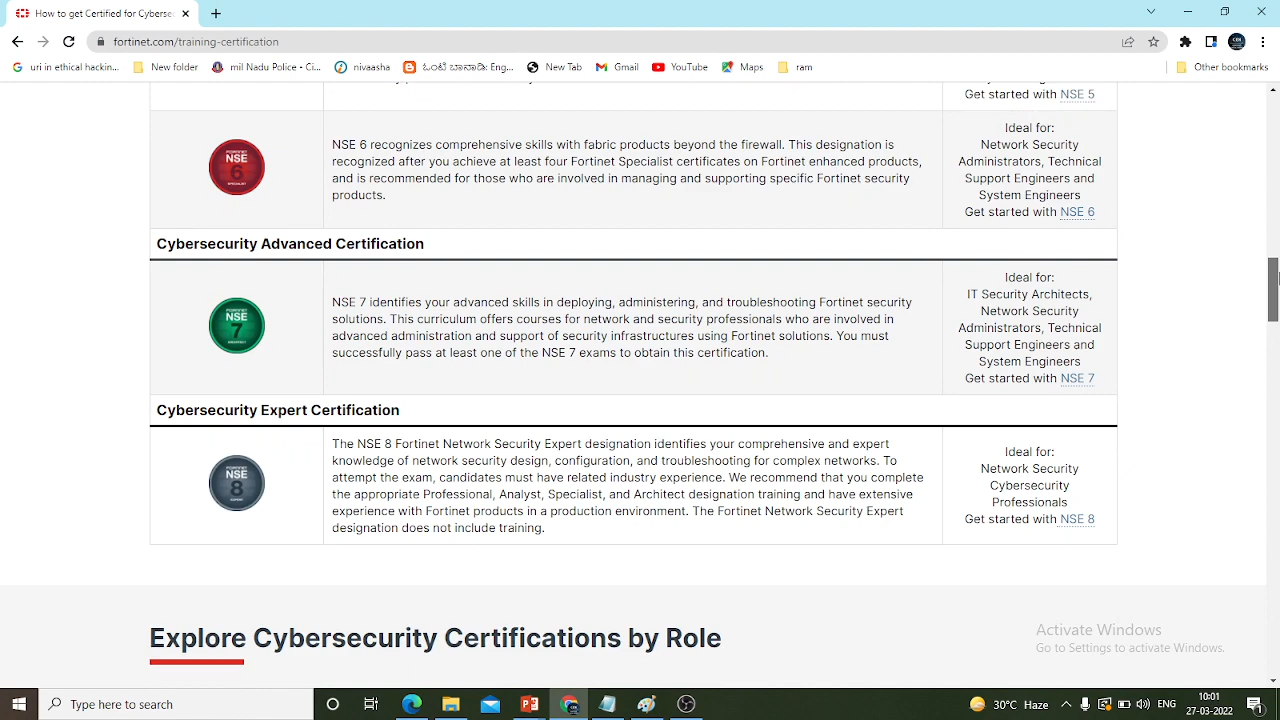 How to get Certified for Cyberse
fortinet.com/training-certification
uri in ethical hackin...
New folder
mil Nadu Police - Ci...
nivaasha
Eng...
New Tab
Gmail
YouTube
Maps
ram
Other bookmarks
Get started with NSE 5
FORTINET
NSE
6
SPECIALIST
NSE 6 recognizes comprehensive skills with fabric products beyond the firewall. This designation is
recognized after you achieve at least four Fortinet Specialist certificates on Fortinet enhanced products,
and is recommended for those who are involved in managing and supporting specific Fortinet security
products.
Ideal for:
Network Security
Administrators, Technical
Support Engineers and
System Engineers
Get started with NSE 6
Cybersecurity Advanced Certification
FORTINET
NSE
7
ARCHITECT
NSE 7 identifies your advanced skills in deploying, administering, and troubleshooting Fortinet security
solutions. This curriculum offers courses for network and security professionals who are involved in
advanced administration and support of security infrastructures using Fortinet solutions. You must
successfully pass at least one of the NSE 7 exams to obtain this certification.
Ideal for:
IT Security Architects,
Network Security
Administrators, Technical
Support Engineers and
System Engineers
Get started with NSE 7
Cybersecurity Expert Certification
FORTINET
NSE
8
EXPERT
The NSE 8 Fortinet Network Security Expert designation identifies your comprehensive and expert
knowledge of network security design, configuration, and troubleshooting for complex networks. To
attempt the exam, candidates must have related industry experience. We recommend that you complete
the appropriate Professional, Analyst, Specialist, and Architect designation training and have extensive
experience with Fortinet products in a production environment. The Fortinet Network Security Expert
designation does not include training.
Ideal for:
Network Security
Cybersecurity
Professionals
Get started with NSE 8
Explore Cybersecurity Certifications by Role
Activate Windows
Go to Settings to activate Windows.
Type here to search
30°C Haze
ENG
10:01
27-03-2022